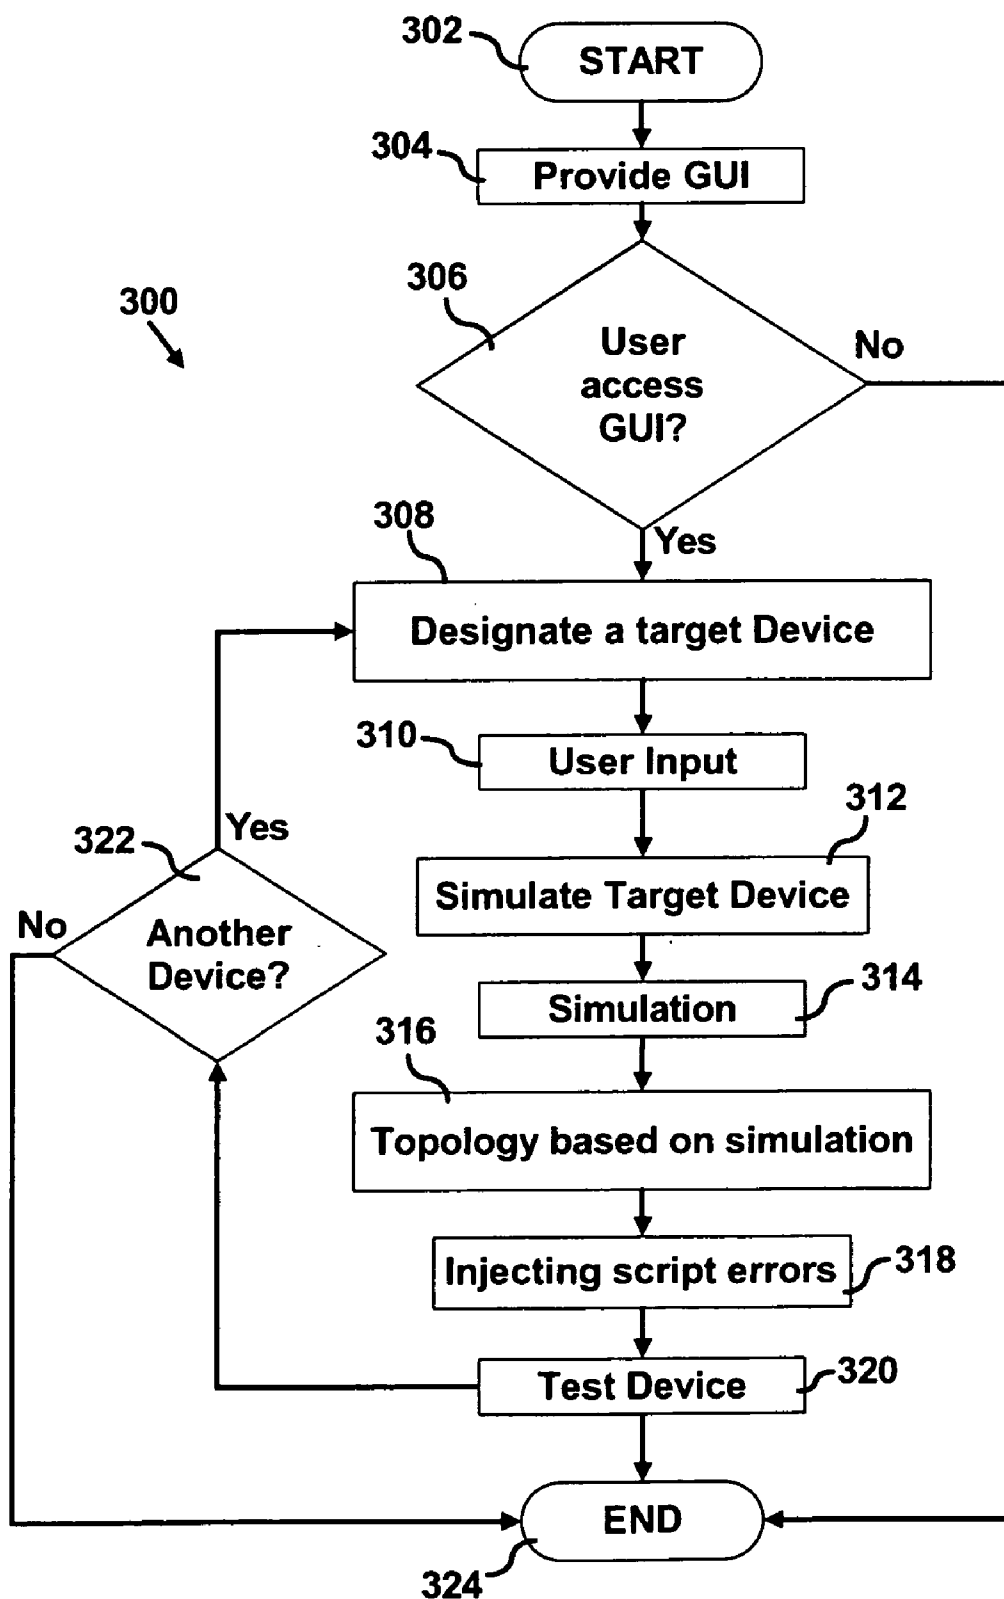 302
START
304
Provide GUI
306
300
User
access
GUI?
No
308
Yes
Designate a target Device
310
User Input
312
322
Yes
Simulate Target Device
No
Another
Device?
314
Simulation
316
Topology based on simulation
318
Injecting script errors
320
Test Device
END
324